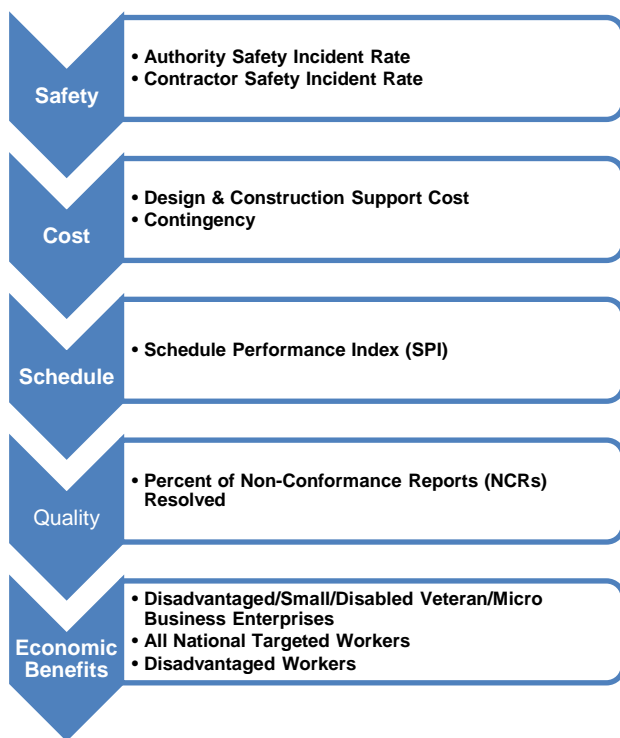 Safety
• Authority Safety Incident Rate
• Contractor Safety Incident Rate
Cost
• Design & Construction Support Cost
• Contingency
Schedule
• Schedule Performance Index (SPI)
Quality
• Percent of Non-Conformance Reports (NCRs)
Resolved
Economic
Benefits
• Disadvantaged/Small/Disabled Veteran/Micro
Business Enterprises
• All National Targeted Workers
• Disadvantaged Workers